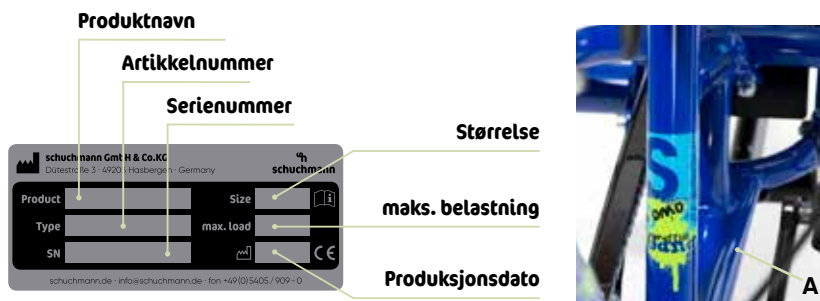 Produktnavn
Artikkelnummer
Serienummer
Størrelse
maks. belastning
Produksjonsdato
schuchmann GmbH & Co.KG
Dütestraße 3 · 49205 Hasbergen · Germany
schuchmann
Product
Size
Type
max. load
SN
CE
schuchmann.de · info@schuchmann.de · fon +49(0)5405 / 909 - 0
S
A